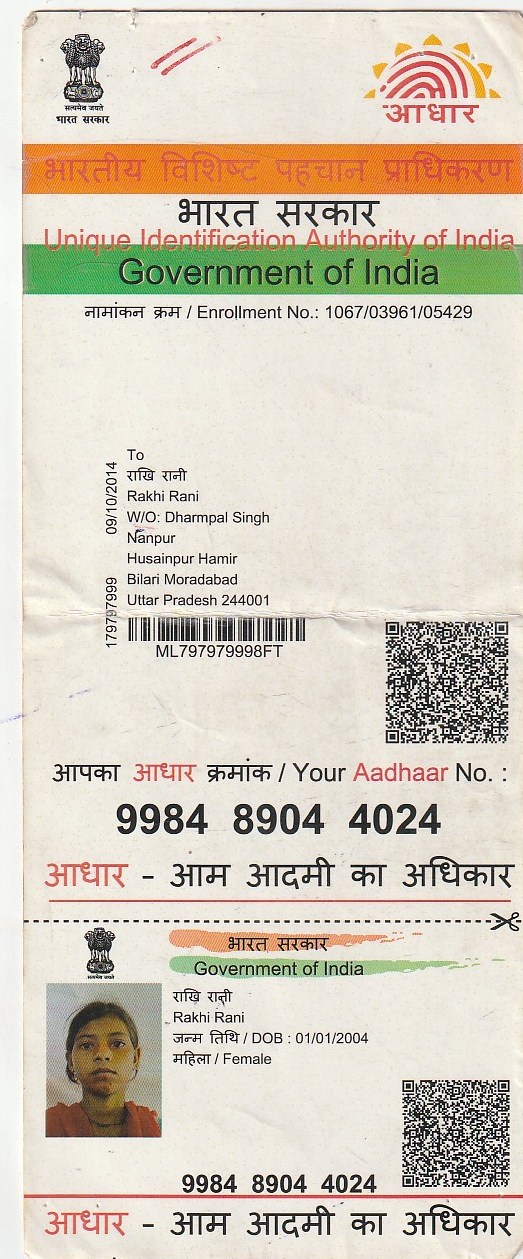 सत्यमेव जयते
भारत सरकार
आधार
भारतीय विशिष्ट पहचान प्राधिकरण
भारत सरकार
Unique Identification Authority of India
Government of India
नामांकन क्रम / Enrollment No.: 1067/03961/05429
To
राखि रानी
Rakhi Rani
W/O: Dharmpal Singh
Nanpur
Husainpur Hamir
Bilari Moradabad
Uttar Pradesh 244001
179797999 09/10/2014
ML797979998FT
आपका आधार क्रमांक / Your Aadhaar No. :
9984 8904 4024
आधार - आम आदमी का अधिकार
सत्यमेव जयते
भारत सरकार
Government of India
राखि रानी
Rakhi Rani
जन्म तिथि / DOB : 01/01/2004
महिला / Female
9984 8904 4024
आधार - आम आदमी का अधिकार